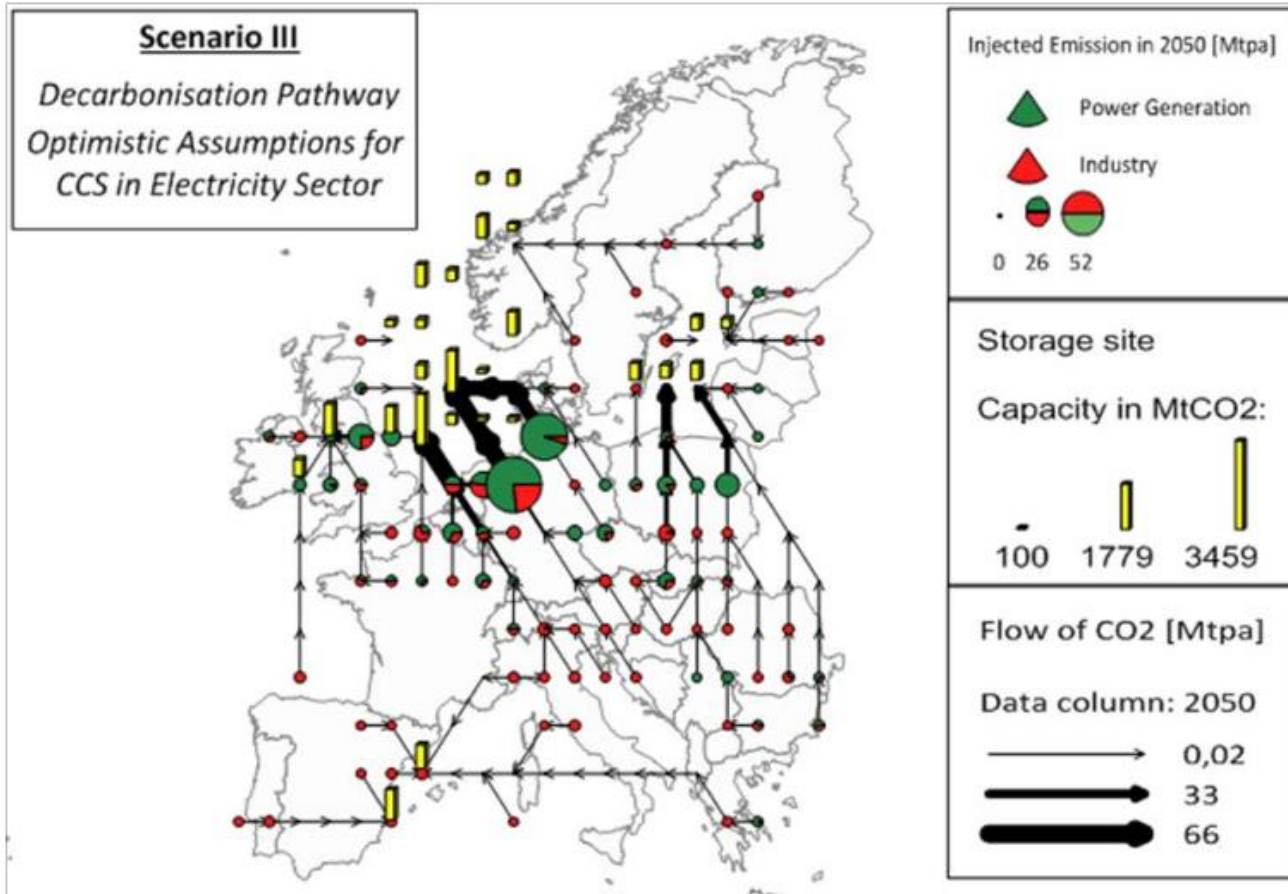 Scenario III
Decarbonisation Pathway
Optimistic Assumptions for
CCS in Electricity Sector
Injected Emission in 2050 [Mtpa]
Power Generation
Industry
0 26 52
Storage site
Capacity in MtCO2:
100 1779 3459
Flow of CO2 [Mtpa]
Data column: 2050
0,02
33
66